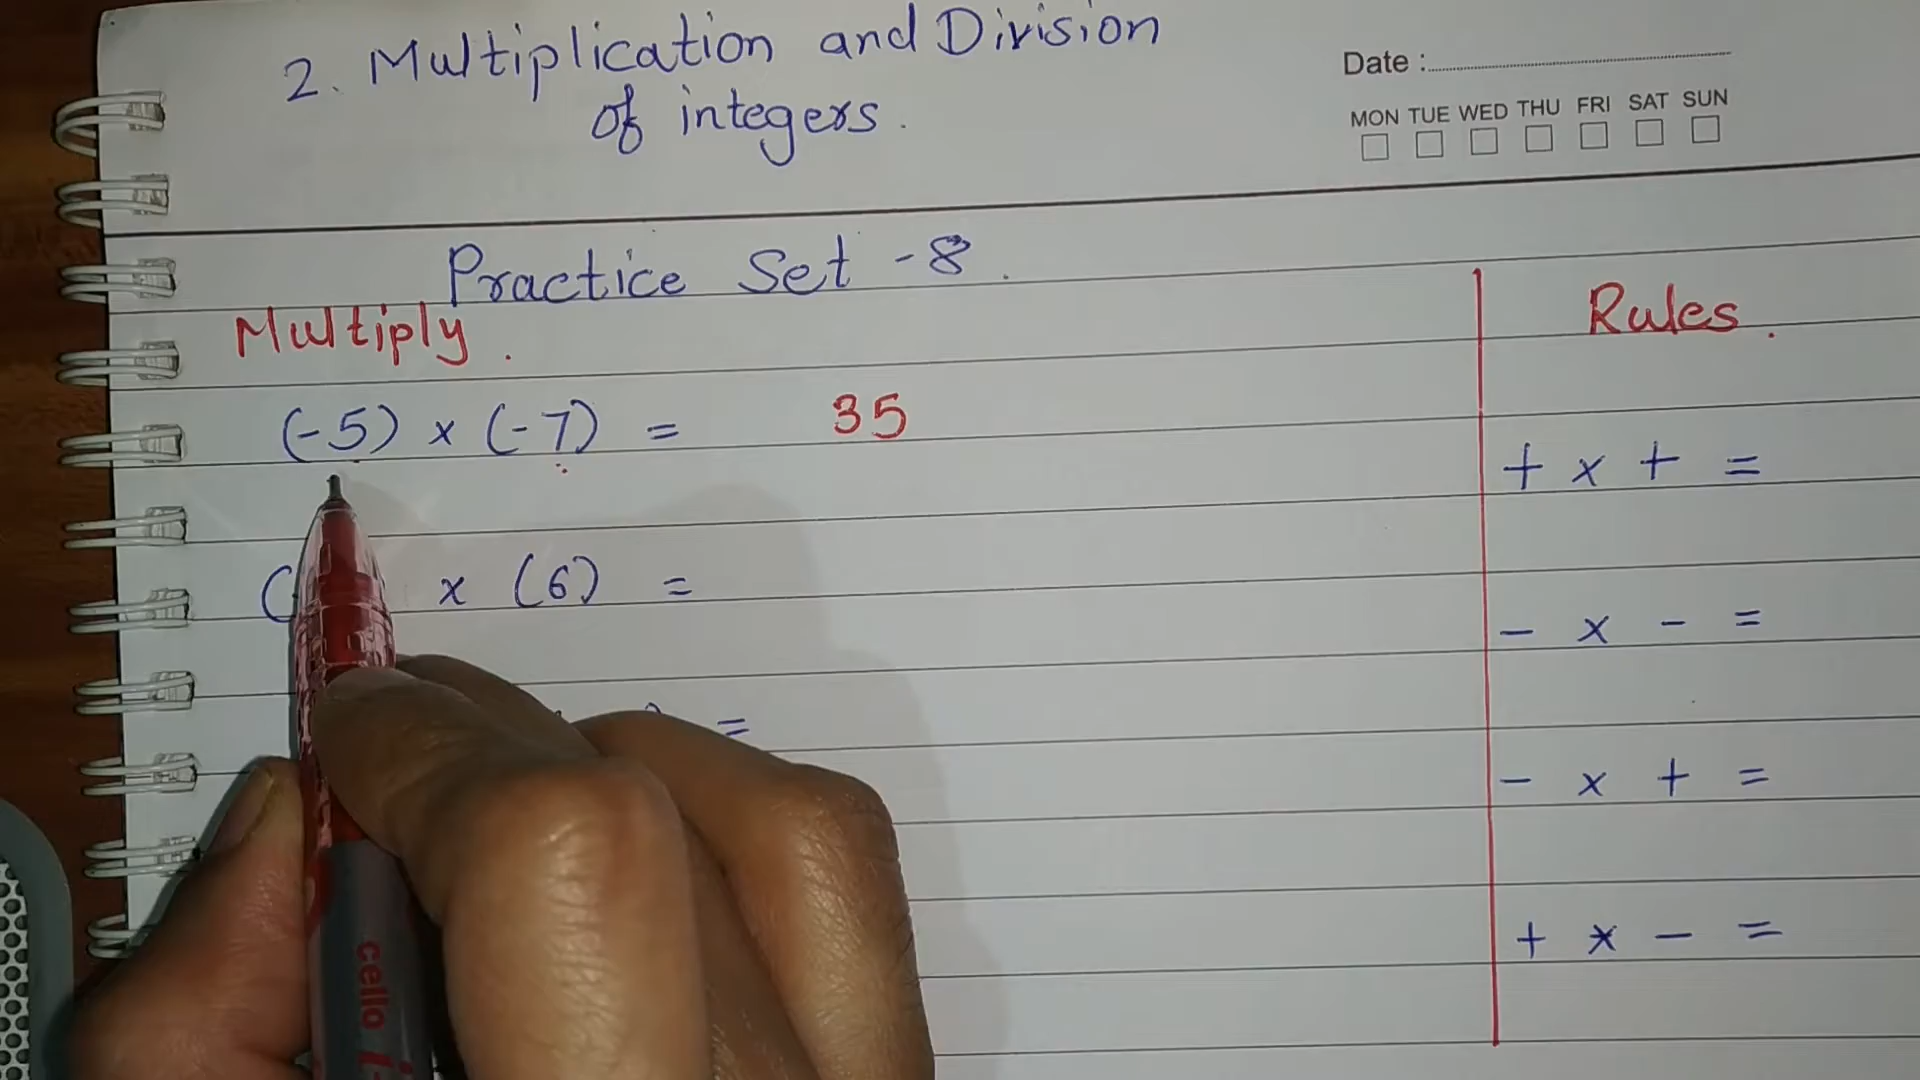 2. Multiplication and Division
of integers.
Date :
MON TUE WED THU FRI SAT SUN
Practice Set -8.
Multiply.
(-5) x (-7) = 35
( x (6) =
=
Rules.
+ x + =
- x - =
- x + =
+ x - =
cello